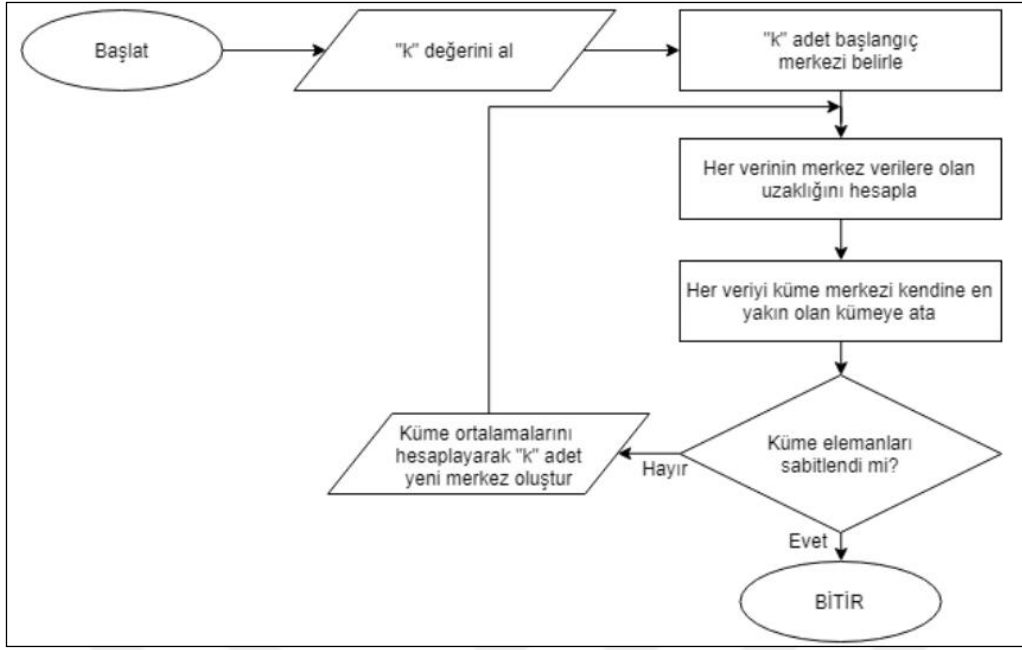 Başlat
"k" değerini al
"k" adet başlangıç
merkezi belirle
Her verinin merkez verilere olan
uzaklığını hesapla
Her veriyi küme merkezi kendine en
yakın olan kümeye ata
Küme elemanları
sabitlendi mi?
Hayır
Küme ortalamalarını
hesaplayarak "k" adet
yeni merkez oluştur
Evet
BİTİR